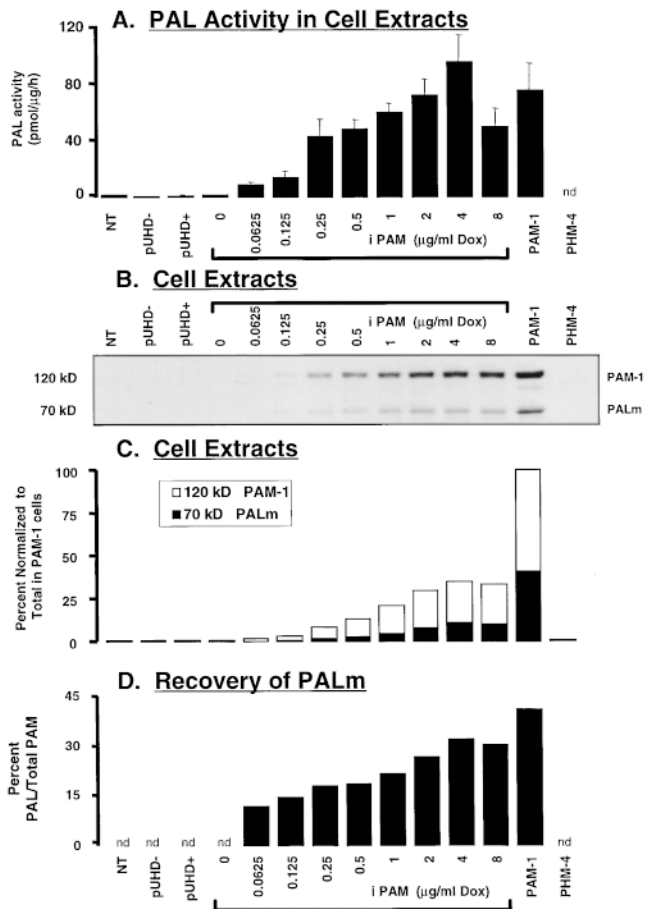 A. PAL Activity in Cell Extracts
PAL activity
(pmol/µg/h)
120
80
40
0
nd
NT
pUHD-
pUHD+
0
0.0625
0.125
0.25
0.5
1
2
4
8
PAM-1
PHM-4
i PAM (µg/ml Dox)
B. Cell Extracts
NT
pUHD-
pUHD+
0
0.0625
0.125
0.25
0.5
1
2
4
8
PAM-1
PHM-4
i PAM (µg/ml Dox)
120 kD
PAM-1
70 kD
PALm
C. Cell Extracts
Percent Normalized to
Total in PAM-1 cells
100
75
50
25
0
120 kD PAM-1
70 kD PALm
D. Recovery of PALm
Percent
PAL/Total PAM
45
30
15
0
nd
nd
nd
nd
nd
NT
pUHD-
pUHD+
0
0.0625
0.125
0.25
0.5
1
2
4
8
PAM-1
PHM-4
i PAM (µg/ml Dox)